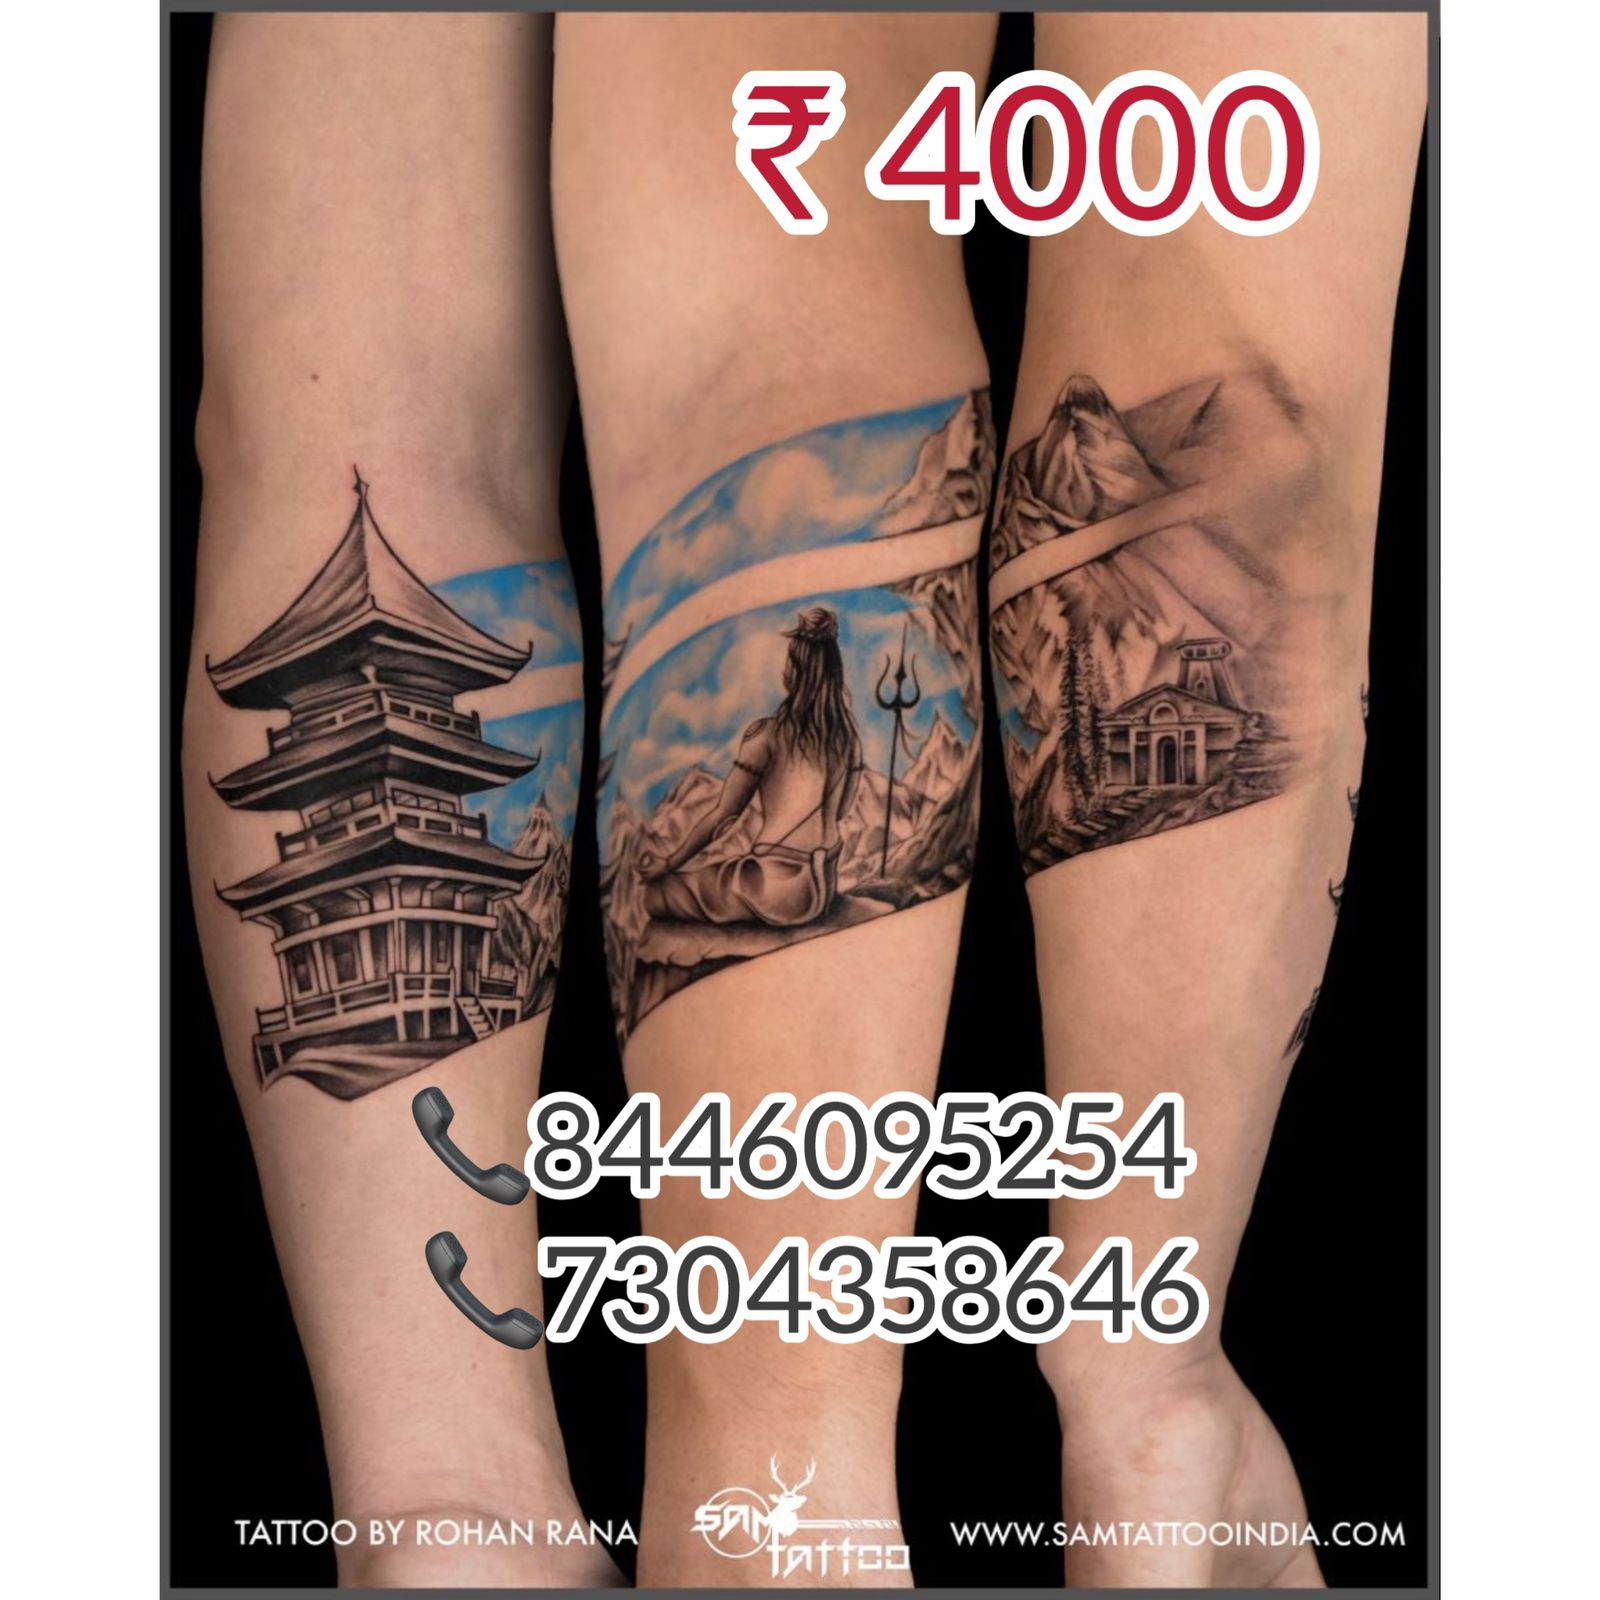 ₹ 4000
📞8446095254
📞7304358646
TATTOO BY ROHAN RANA
SAM
TATTOO
WWW.SAMTATTOOINDIA.COM